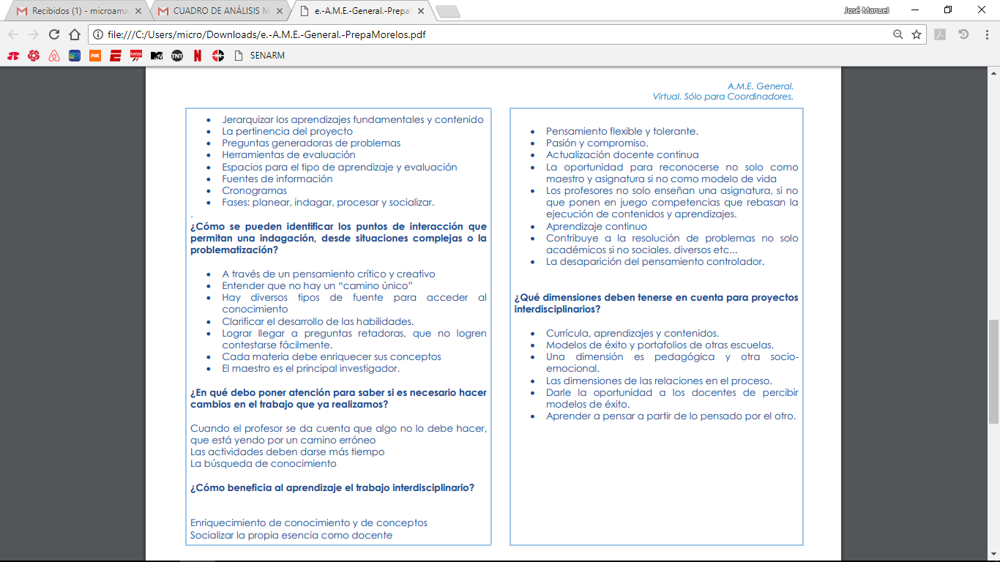 Recibidos (1) - microama
CUADRO DE ANÁLISIS M
e.-A.M.E.-General.-Prepa
José Manuel
file:///C:/Users/micro/Downloads/e.-A.M.E.-General.-PrepaMorelos.pdf
go!
FOX
E
CANAL
MTV
TNT
N
SENARM
A.M.E. General.
Virtual. Sólo para Coordinadores.
• Jerarquizar los aprendizajes fundamentales y contenido
• La pertinencia del proyecto
• Preguntas generadoras de problemas
• Herramientas de evaluación
• Espacios para el tipo de aprendizaje y evaluación
• Fuentes de información
• Cronogramas
• Fases: planear, indagar, procesar y socializar.
.
¿Cómo se pueden identificar los puntos de interacción que
permitan una indagación, desde situaciones complejas o la
problematización?
• A través de un pensamiento crítico y creativo
• Entender que no hay un “camino único”
• Hay diversos tipos de fuente para acceder al
conocimiento
• Clarificar el desarrollo de las habilidades.
• Lograr llegar a preguntas retadoras, que no logren
contestarse fácilmente.
• Cada materia debe enriquecer sus conceptos
• El maestro es el principal investigador.
¿En qué debo poner atención para saber si es necesario hacer
cambios en el trabajo que ya realizamos?
Cuando el profesor se da cuenta que algo no lo debe hacer,
que está yendo por un camino erróneo
Las actividades deben darse más tiempo
La búsqueda de conocimiento
¿Cómo beneficia al aprendizaje el trabajo interdisciplinario?
Enriquecimiento de conocimiento y de conceptos
Socializar la propia esencia como docente
• Pensamiento flexible y tolerante.
• Pasión y compromiso.
• Actualización docente continua
• La oportunidad para reconocerse no solo como
maestro y asignatura si no como modelo de vida
• Los profesores no solo enseñan una asignatura, si no
que ponen en juego competencias que rebasan la
ejecución de contenidos y aprendizajes.
• Aprendizaje continuo
• Contribuye a la resolución de problemas no solo
académicos si no sociales, diversos etc...
• La desaparición del pensamiento controlador.
¿Qué dimensiones deben tenerse en cuenta para proyectos
interdisciplinarios?
• Currícula, aprendizajes y contenidos.
• Modelos de éxito y portafolios de otras escuelas.
• Una dimensión es pedagógica y otra socio-
emocional.
• Las dimensiones de las relaciones en el proceso.
• Darle la oportunidad a los docentes de percibir
modelos de éxito.
• Aprender a pensar a partir de lo pensado por el otro.